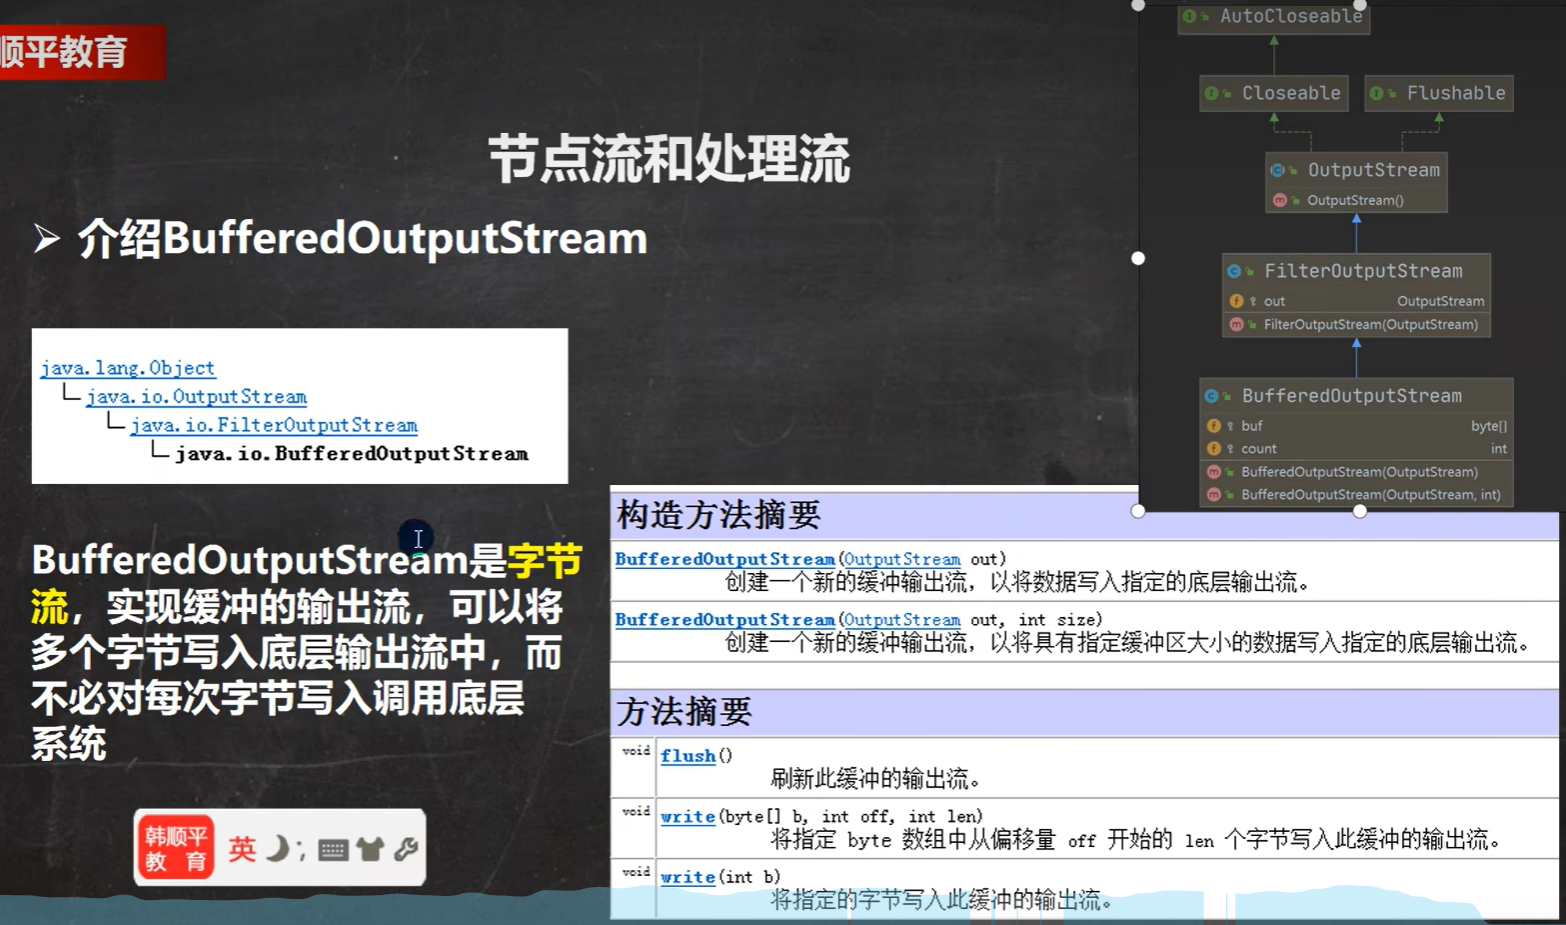 顺平教育
节点流和处理流
介绍BufferedOutputStream
java.lang.Object
java.io.OutputStream
java.io.FilterOutputStream
java.io.BufferedOutputStream
BufferedOutputStream是字节
流，实现缓冲的输出流，可以将
多个字节写入底层输出流中，而
不必对每次字节写入调用底层
系统
韩顺平
教 育
英
AutoCloseable
Closeable
Flushable
OutputStream
OutputStream()
FilterOutputStream
out OutputStream
FilterOutputStream(OutputStream)
BufferedOutputStream
buf byte[]
count int
BufferedOutputStream(OutputStream)
BufferedOutputStream(OutputStream, int)
构造方法摘要
BufferedOutputStream(OutputStream out)
创建一个新的缓冲输出流，以将数据写入指定的底层输出流。
BufferedOutputStream(OutputStream out, int size)
创建一个新的缓冲输出流，以将具有指定缓冲区大小的数据写入指定的底层输出流。
方法摘要
void flush()
刷新此缓冲的输出流。
void write(byte[] b, int off, int len)
将指定 byte 数组中从偏移量 off 开始的 len 个字节写入此缓冲的输出流。
void write(int b)
将指定的字节写入此缓冲的输出流。